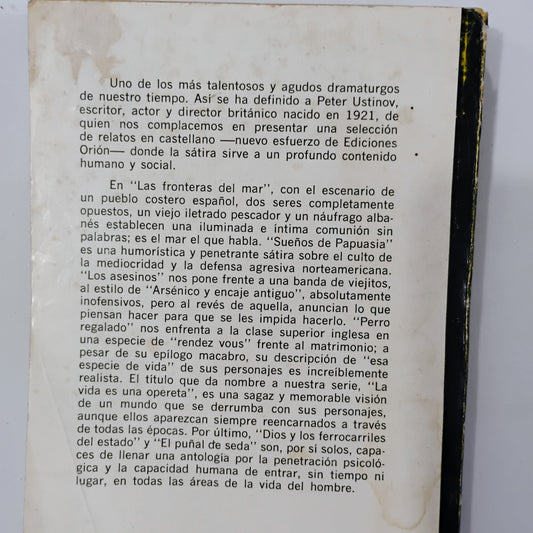 Uno de los más talentosos y agudos dramaturgos
de nuestro tiempo. Así se ha definido a Peter Ustinov,
escritor, actor y director británico nacido en 1921, de
quien nos complacemos en presentar una selección
de relatos en castellano —nuevo esfuerzo de Ediciones
Orión— donde la sátira sirve a un profundo contenido
humano y social.
En "Las fronteras del mar", con el escenario de
un pueblo costero español, dos seres completamente
opuestos, un viejo iletrado pescador y un náufrago alba-
nés establecen una iluminada e íntima comunión sin
palabras; es el mar el que habla. "Sueños de Papuasia"
es una humorística y penetrante sátira sobre el culto de
la mediocridad y la defensa agresiva norteamericana.
"Los asesinos" nos pone frente a una banda de viejitos,
al estilo de "Arsénico y encaje antiguo", absolutamente
inofensivos, pero al revés de aquella, anuncian lo que
piensan hacer para que se les impida hacerlo. "Perro
regalado" nos enfrenta a la clase superior inglesa en
una especie de "rendez vous" frente al matrimonio; a
pesar de su epílogo macabro, su descripción de "esa
especie de vida" de sus personajes es increíblemente
realista. El título que da nombre a nuestra serie, "La
vida es una opereta", es una sagaz y memorable visión
de un mundo que se derrumba con sus personajes,
aunque ellos aparezcan siempre reencarnados a través
de todas las épocas. Por último, "Dios y los ferrocarriles
del estado" y "El puñal de seda" son, por sí solos, capa-
ces de llenar una antología por la penetración psicoló-
gica y la capacidad humana de entrar, sin tiempo ni
lugar, en todas las áreas de la vida del hombre.